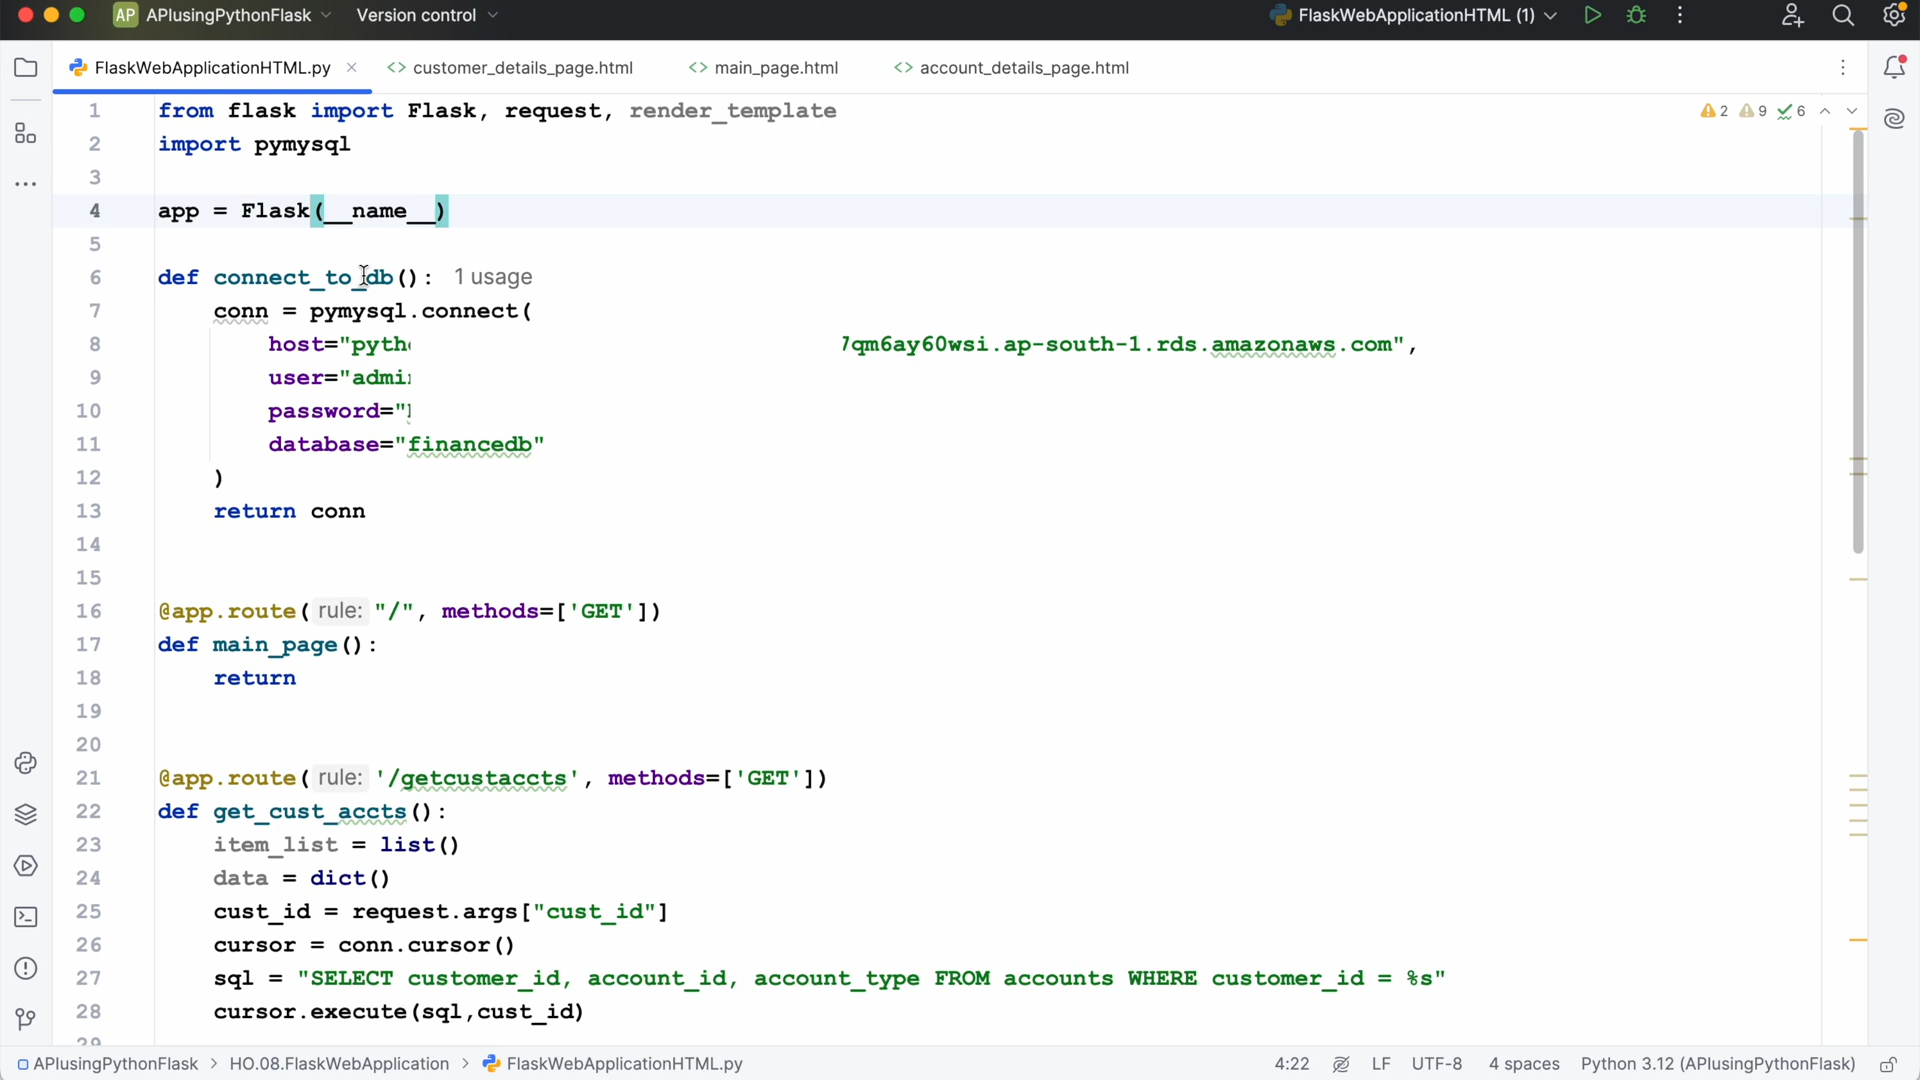 AP APIusingPythonFlask Version control FlaskWebApplicationHTML (1)
FlaskWebApplicationHTML.py customer_details_page.html main_page.html account_details_page.html
1 from flask import Flask, request, render_template 2 9 6
2 import pymysql
3
4 app = Flask(__name__)
5
6 def connect_to_db(): 1 usage
7 conn = pymysql.connect(
8 host="pytho 7qm6ay60wsi.ap-south-1.rds.amazonaws.com",
9 user="admi
10 password="
11 database="financedb"
12 )
13 return conn
14
15
16 @app.route( rule: "/", methods=['GET'])
17 def main_page():
18 return
19
20
21 @app.route( rule: '/getcustaccts', methods=['GET'])
22 def get_cust_accts():
23 item_list = list()
24 data = dict()
25 cust_id = request.args["cust_id"]
26 cursor = conn.cursor()
27 sql = "SELECT customer_id, account_id, account_type FROM accounts WHERE customer_id = %s"
28 cursor.execute(sql,cust_id)
29
APIusingPythonFlask > HO.08.FlaskWebApplication > FlaskWebApplicationHTML.py 4:22 LF UTF-8 4 spaces Python 3.12 (APIusingPythonFlask)